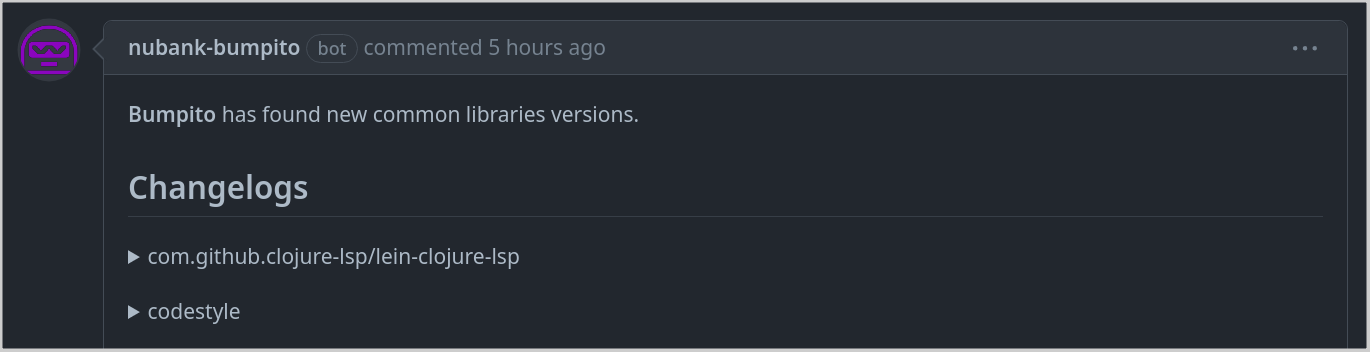 nubank-bumpito bot commented 5 hours ago
Bumpito has found new common libraries versions.
Changelogs
com.github.clojure-lsp/lein-clojure-lsp
codestyle